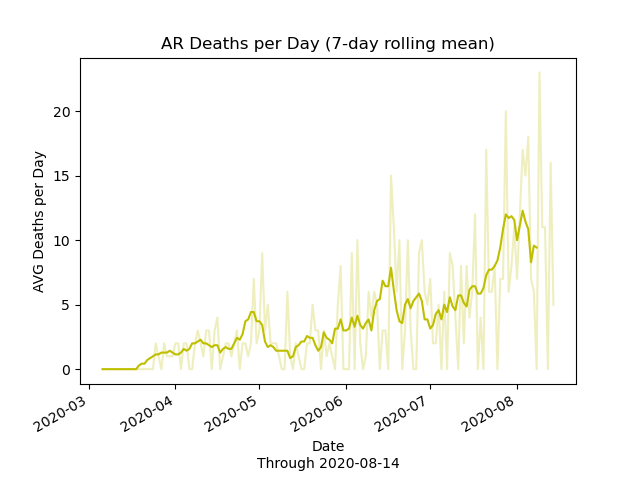 AR Deaths per Day (7-day rolling mean)
AVG Deaths per Day
20
15
10
5
0
2020-03
2020-04
2020-05
2020-06
2020-07
2020-08
Date
Through 2020-08-14